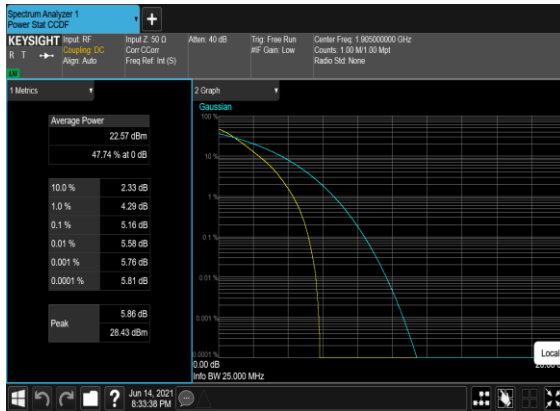 Spectrum Analyzer 1
Power Stat CCDF
KEYSIGHT
R T
LXI
Input: RF
Coupling: DC
Align: Auto
Input Z: 50 Ω
Corr CCorr
Freq Ref: Int (S)
Atten: 40 dB
Trig: Free Run
#IF Gain: Low
Center Freq: 1.905000000 GHz
Counts: 1.00 M/1.00 Mpt
Radio Std: None
1 Metrics
Average Power
22.57 dBm
47.74 % at 0 dB
10.0 % 2.33 dB
1.0 % 4.29 dB
0.1 % 5.16 dB
0.01 % 5.58 dB
0.001 % 5.76 dB
0.0001 % 5.81 dB
Peak
5.86 dB
28.43 dBm
2 Graph
Gaussian
100 %
10 %
1 %
0.1 %
0.01 %
0.001 %
0.0001 %
0.00 dB
Info BW 25.000 MHz
Local
Jun 14, 2021
8:33:38 PM